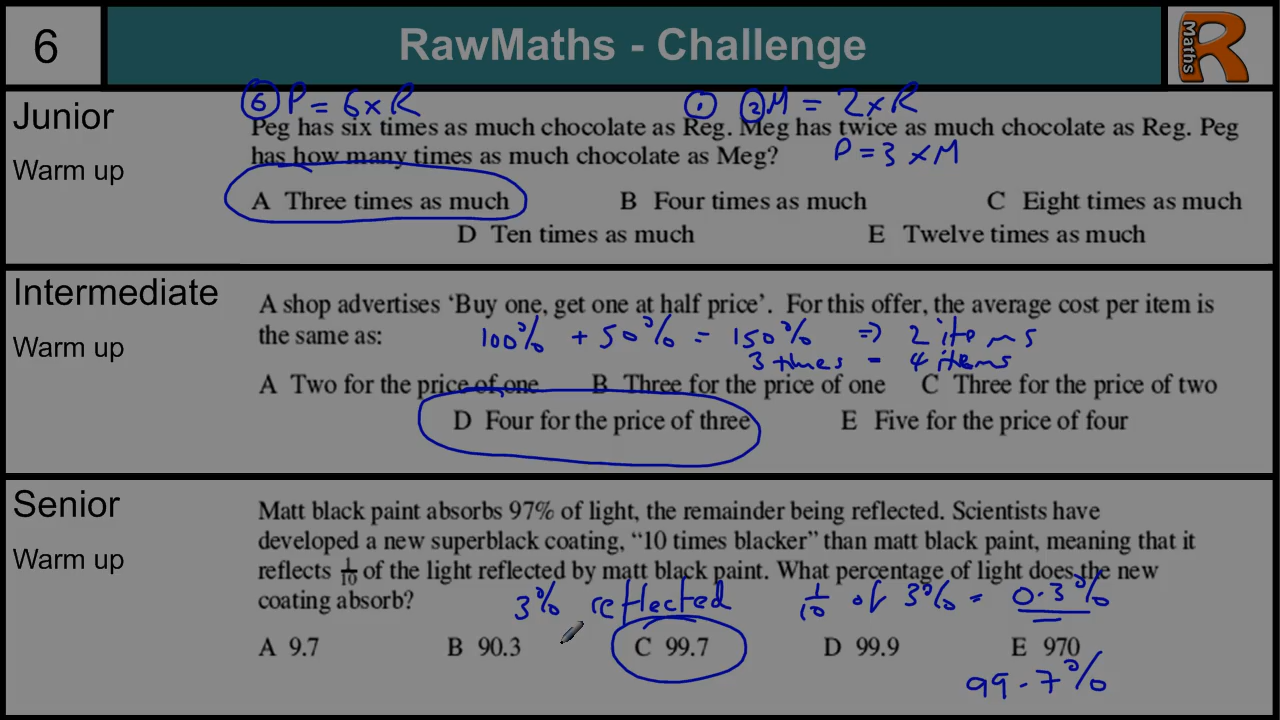 6
RawMaths - Challenge
Maths R
Junior
Warm up
⑥ P = 6 x R
① ② M = 2 x R
Peg has six times as much chocolate as Reg. Meg has twice as much chocolate as Reg. Peg
has how many times as much chocolate as Meg?
P = 3 x M
A Three times as much B Four times as much C Eight times as much
D Ten times as much E Twelve times as much
Intermediate
Warm up
A shop advertises ‘Buy one, get one at half price’. For this offer, the average cost per item is
the same as:
100% + 50% = 150% => 2 items
3 times = 4 items
A Two for the price of one B Three for the price of one C Three for the price of two
D Four for the price of three E Five for the price of four
Senior
Warm up
Matt black paint absorbs 97% of light, the remainder being reflected. Scientists have
developed a new superblack coating, “10 times blacker” than matt black paint, meaning that it
reflects 1/10 of the light reflected by matt black paint. What percentage of light does the new
coating absorb?
3% reflected 1/10 of 3% = 0.3%
A 9.7 B 90.3 C 99.7 D 99.9 E 970
99.7%